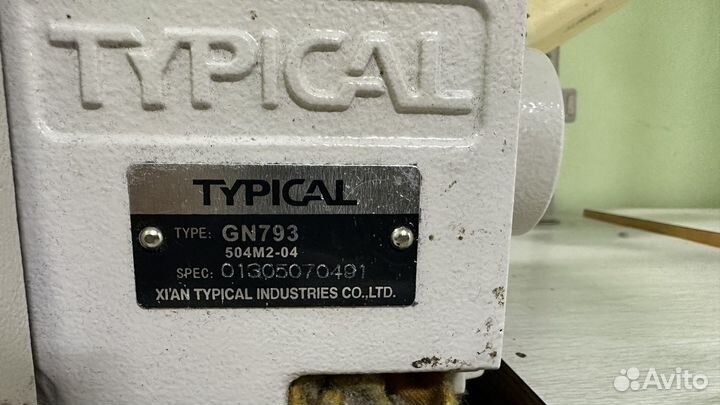 TYPICAL
TYPICAL
TYPE: GN793
504M2-04
SPEC: 01305070491
XI'AN TYPICAL INDUSTRIES CO.,LTD.
Avito